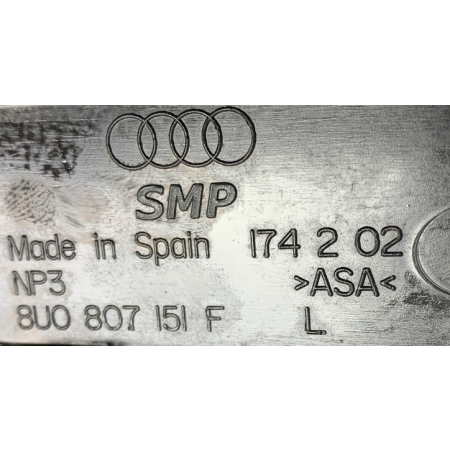 SMP
Made in Spain 174 2 02
NP3 >ASA<
8U0 807 151 F L